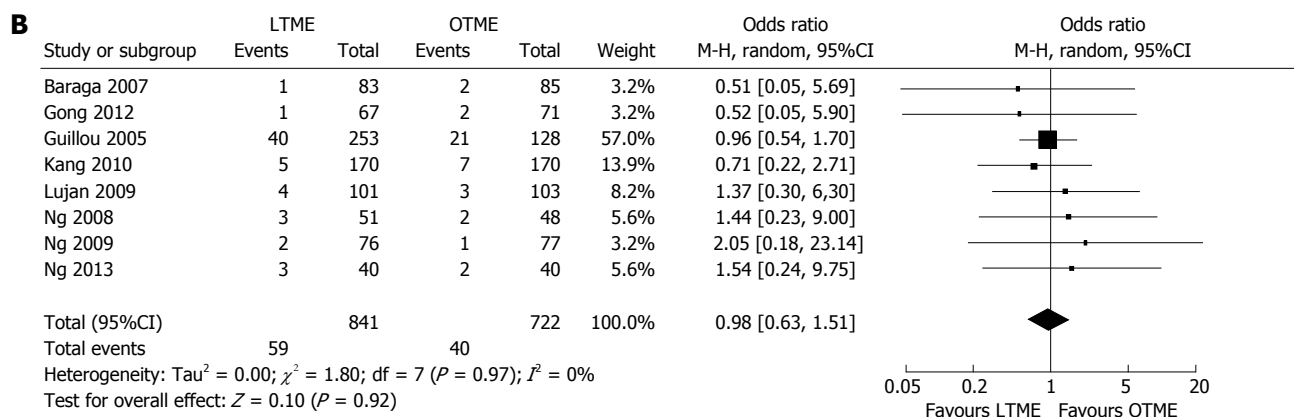 B
LTME OTME Odds ratio Odds ratio
Study or subgroup Events Total Events Total Weight M-H, random, 95%CI M-H, random, 95%CI
Baraga 2007 1 83 2 85 3.2% 0.51 [0.05, 5.69]
Gong 2012 1 67 2 71 3.2% 0.52 [0.05, 5.90]
Guillou 2005 40 253 21 128 57.0% 0.96 [0.54, 1.70]
Kang 2010 5 170 7 170 13.9% 0.71 [0.22, 2.71]
Lujan 2009 4 101 3 103 8.2% 1.37 [0.30, 6,30]
Ng 2008 3 51 2 48 5.6% 1.44 [0.23, 9.00]
Ng 2009 2 76 1 77 3.2% 2.05 [0.18, 23.14]
Ng 2013 3 40 2 40 5.6% 1.54 [0.24, 9.75]
Total (95%CI) 841 722 100.0% 0.98 [0.63, 1.51]
Total events 59 40
Heterogeneity: Tau² = 0.00; χ² = 1.80; df = 7 (P = 0.97); I² = 0%
Test for overall effect: Z = 0.10 (P = 0.92)
0.05 0.2 1 5 20
Favours LTME Favours OTME